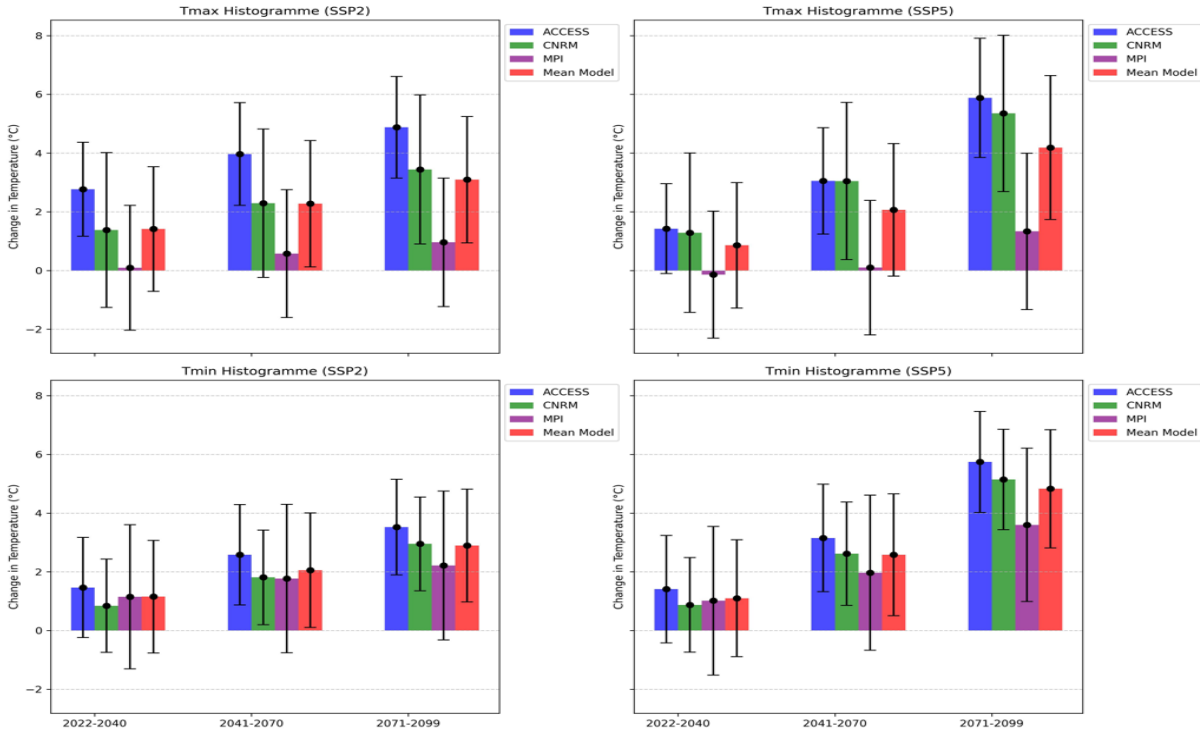 Tmax Histogramme (SSP2)
Change in Temperature (°C)
8
6
4
2
0
−2
ACCESS
CNRM
MPI
Mean Model
Tmax Histogramme (SSP5)
Change in Temperature (°C)
ACCESS
CNRM
MPI
Mean Model
Tmin Histogramme (SSP2)
Change in Temperature (°C)
8
6
4
2
0
−2
2022-2040
2041-2070
2071-2099
ACCESS
CNRM
MPI
Mean Model
Tmin Histogramme (SSP5)
Change in Temperature (°C)
2022-2040
2041-2070
2071-2099
ACCESS
CNRM
MPI
Mean Model